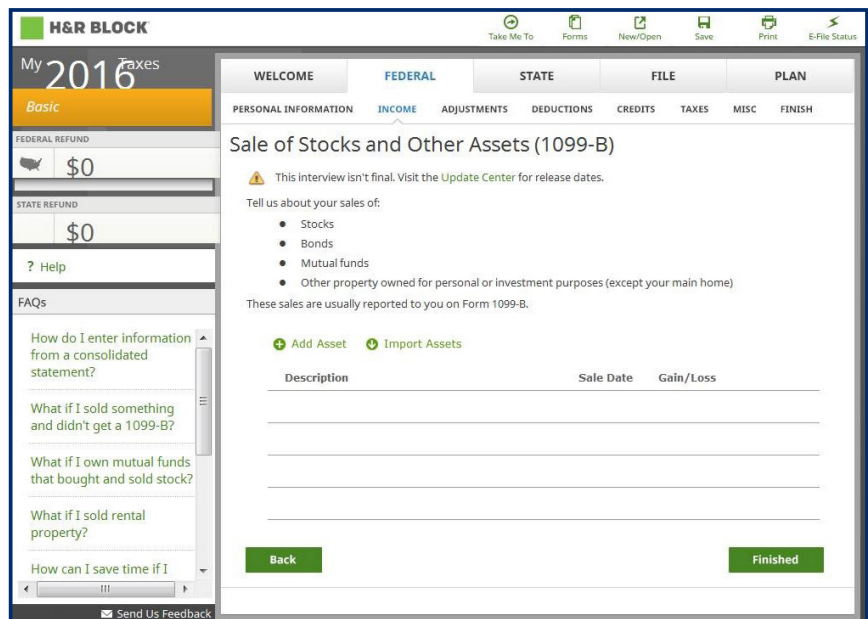 H&R BLOCK
Take Me To
Forms
New/Open
Save
Print
E-File Status
My 2016 Taxes
Basic
FEDERAL REFUND
$0
STATE REFUND
$0
? Help
FAQs
How do I enter information
from a consolidated
statement?
What if I sold something
and didn't get a 1099-B?
What if I own mutual funds
that bought and sold stock?
What if I sold rental
property?
How can I save time if I
Send Us Feedback
WELCOME
FEDERAL
STATE
FILE
PLAN
PERSONAL INFORMATION
INCOME
ADJUSTMENTS
DEDUCTIONS
CREDITS
TAXES
MISC
FINISH
Sale of Stocks and Other Assets (1099-B)
This interview isn't final. Visit the Update Center for release dates.
Tell us about your sales of:
● Stocks
● Bonds
● Mutual funds
● Other property owned for personal or investment purposes (except your main home)
These sales are usually reported to you on Form 1099-B.
Add Asset
Import Assets
Description
Sale Date
Gain/Loss
Back
Finished